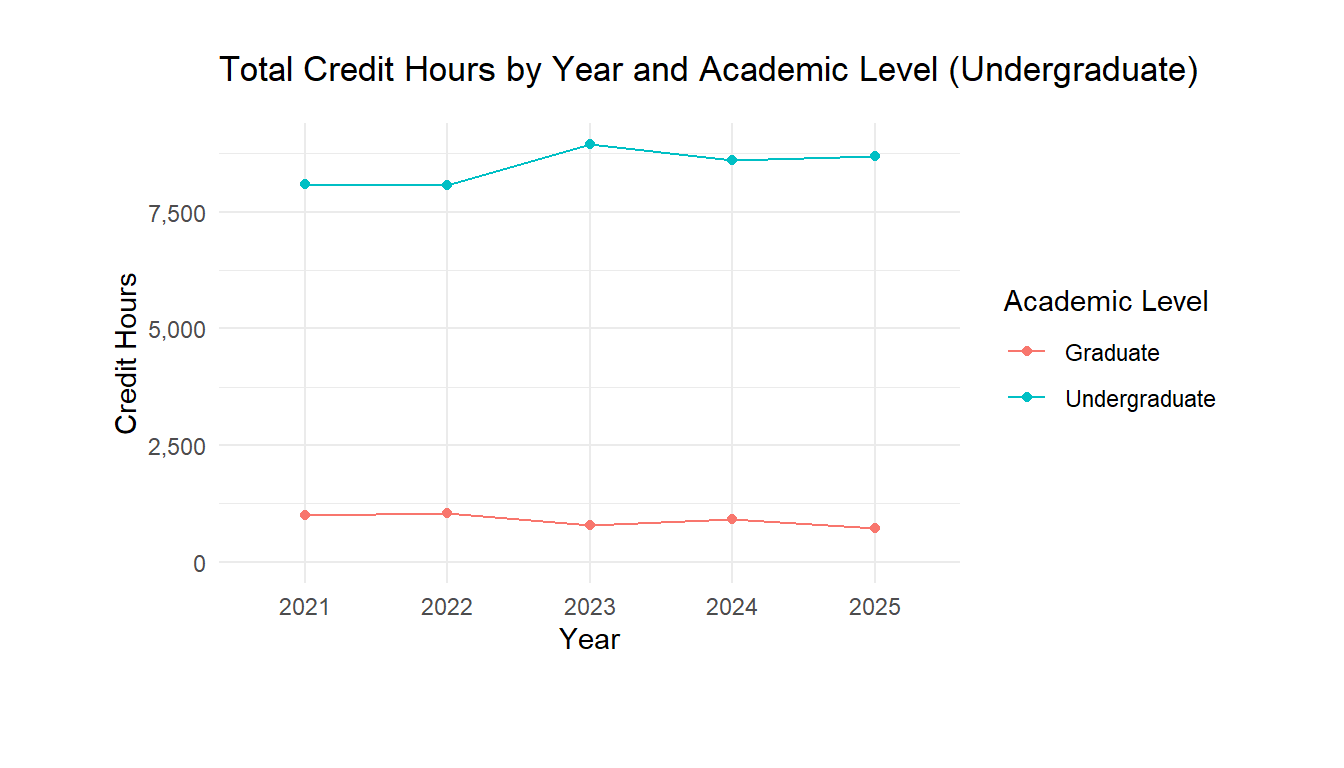 Total Credit Hours by Year and Academic Level (Undergraduate)
Credit Hours
7,500
5,000
2,500
0
2021 2022 2023 2024 2025
Year
Academic Level
Graduate
Undergraduate